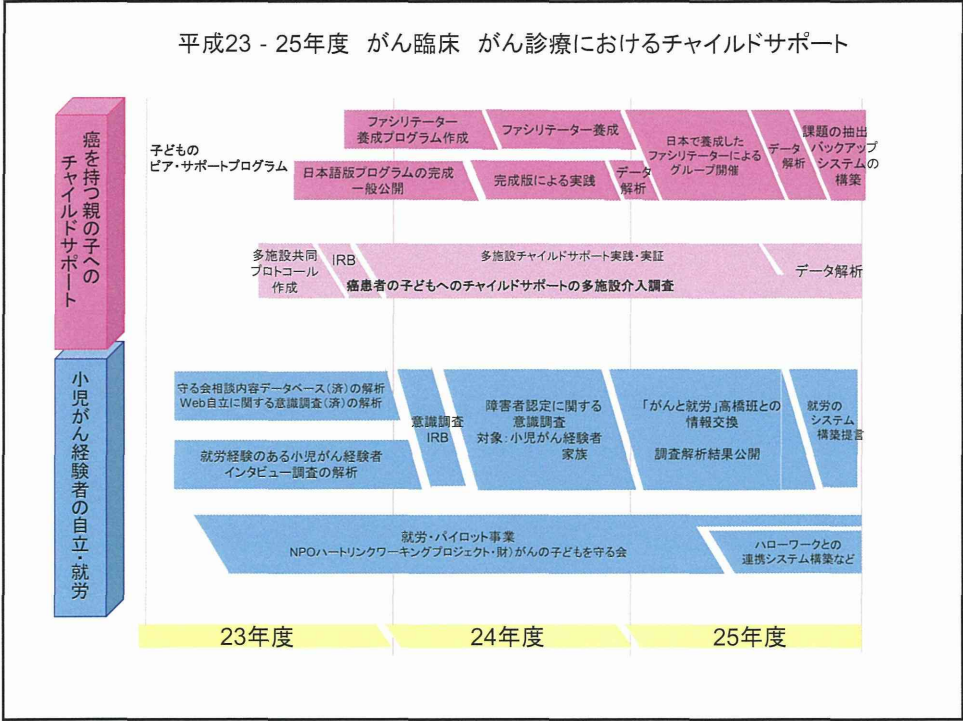 平成23 - 25年度　がん臨床　がん診療におけるチャイルドサポート
癌を持つ親の子への
チャイルドサポート
子どもの
ピア・サポートプログラム
ファシリテーター
養成プログラム作成
ファシリテーター養成
日本で養成した
ファシリテーターによる
グループ開催
データ
解析
課題の抽出
バックアップ
システムの
構築
日本語版プログラムの完成
一般公開
完成版による実践
データ
解析
多施設共同
プロトコール
作成
IRB
多施設チャイルドサポート実践・実証
癌患者の子どもへのチャイルドサポートの多施設介入調査
データ解析
小児がん経験者の自立・就労
守る会相談内容データベース(済)の解析
Web自立に関する意識調査(済)の解析
就労経験のある小児がん経験者
インタビュー調査の解析
意識調査
IRB
障害者認定に関する
意識調査
対象:小児がん経験者
家族
「がんと就労」高橋班との
情報交換
調査解析結果公開
就労の
システム
構築提言
就労・パイロット事業
NPOハートリンクワーキングプロジェクト・財)がんの子どもを守る会
ハローワークとの
連携システム構築など
23年度
24年度
25年度